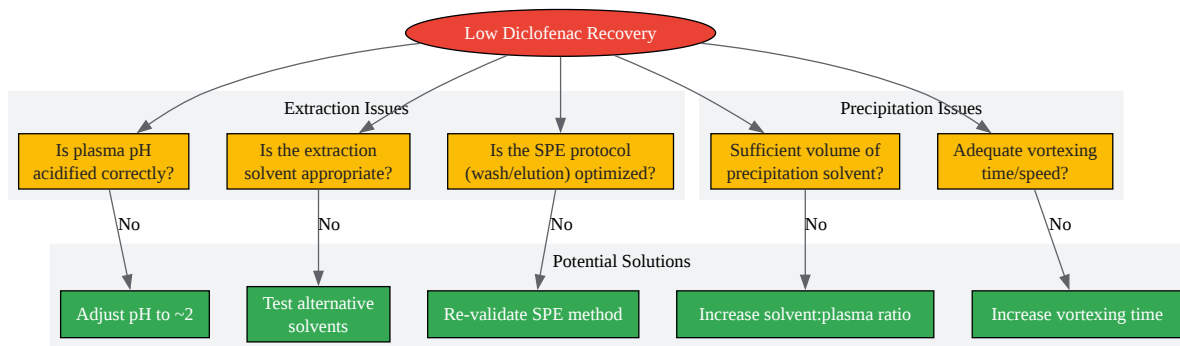 Low Diclofenac Recovery
Extraction Issues
Precipitation Issues
Is plasma pH
acidified correctly?
Is the extraction
solvent appropriate?
Is the SPE protocol
(wash/elution) optimized?
Sufficient volume of
precipitation solvent?
Adequate vortexing
time/speed?
No
No
No
No
No
Potential Solutions
Adjust pH to ~2
Test alternative
solvents
Re-validate SPE method
Increase solvent:plasma ratio
Increase vortexing time